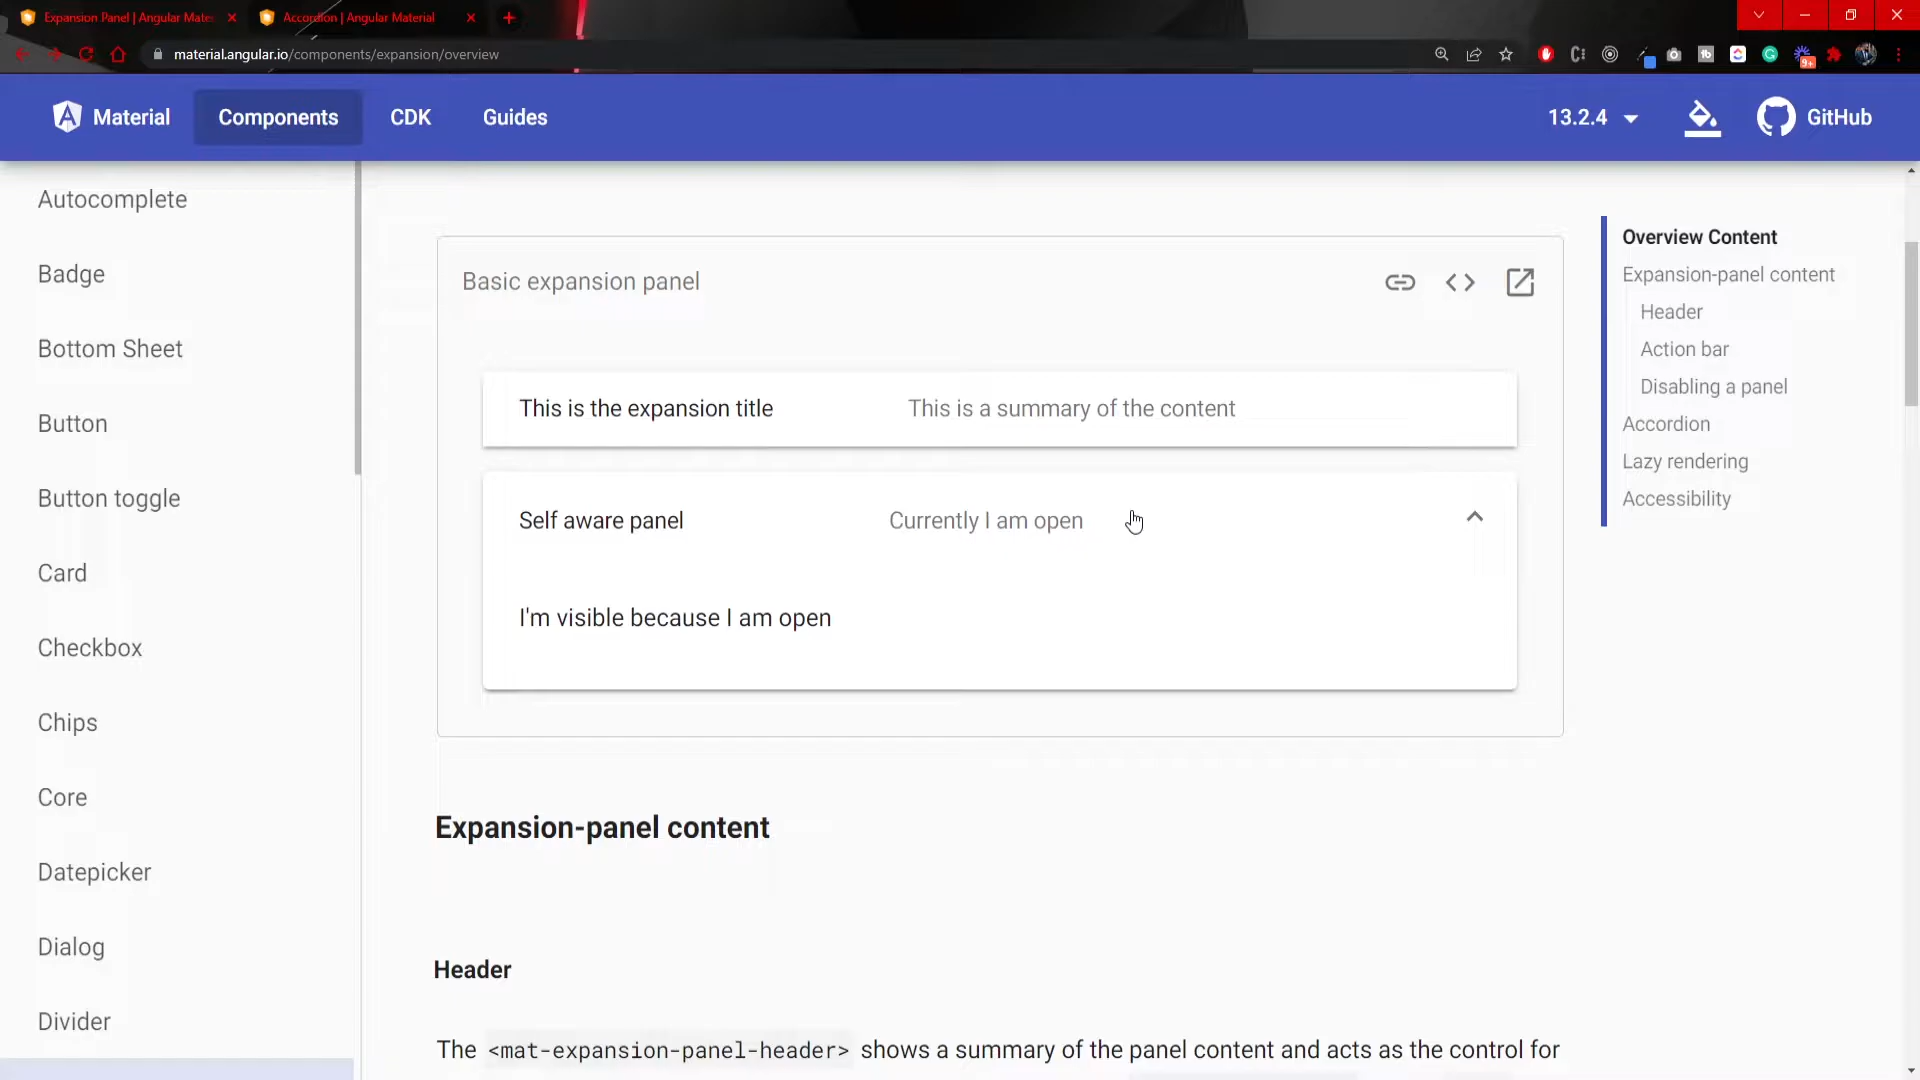 Expansion Panel | Angular Mate
Accordion | Angular Material
material.angular.io/components/expansion/overview
9+
Material
Components
CDK
Guides
13.2.4
GitHub
Autocomplete
Badge
Bottom Sheet
Button
Button toggle
Card
Checkbox
Chips
Core
Datepicker
Dialog
Divider
Basic expansion panel
This is the expansion title
This is a summary of the content
Self aware panel
Currently I am open
I'm visible because I am open
Expansion-panel content
Header
The <mat-expansion-panel-header> shows a summary of the panel content and acts as the control for
Overview Content
Expansion-panel content
Header
Action bar
Disabling a panel
Accordion
Lazy rendering
Accessibility